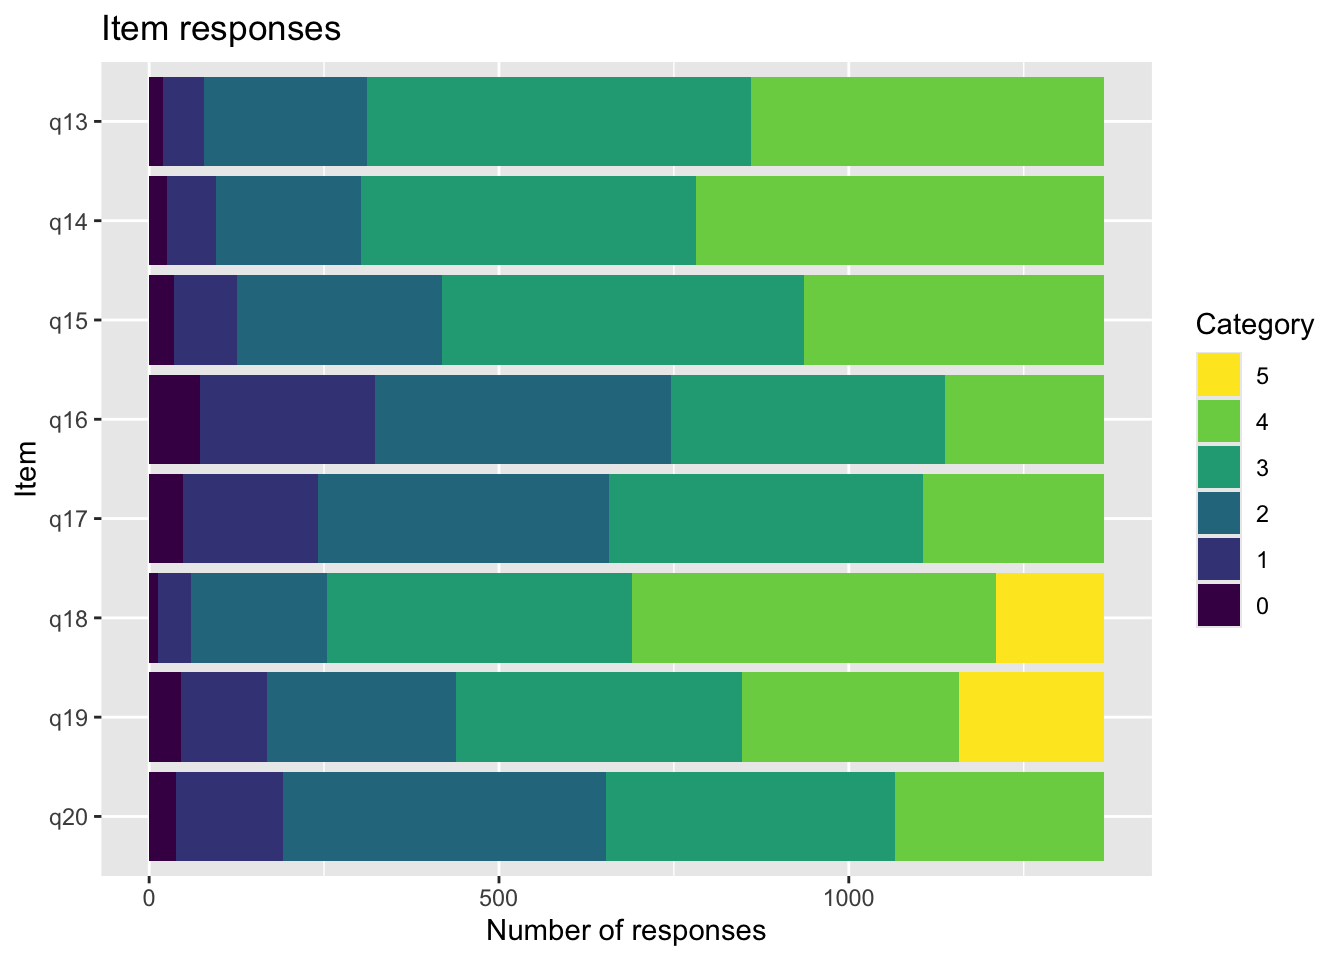 Item responses
q13
q14
q15
q16
q17
q18
q19
q20
Item
0
500
1000
Number of responses
Category
5
4
3
2
1
0